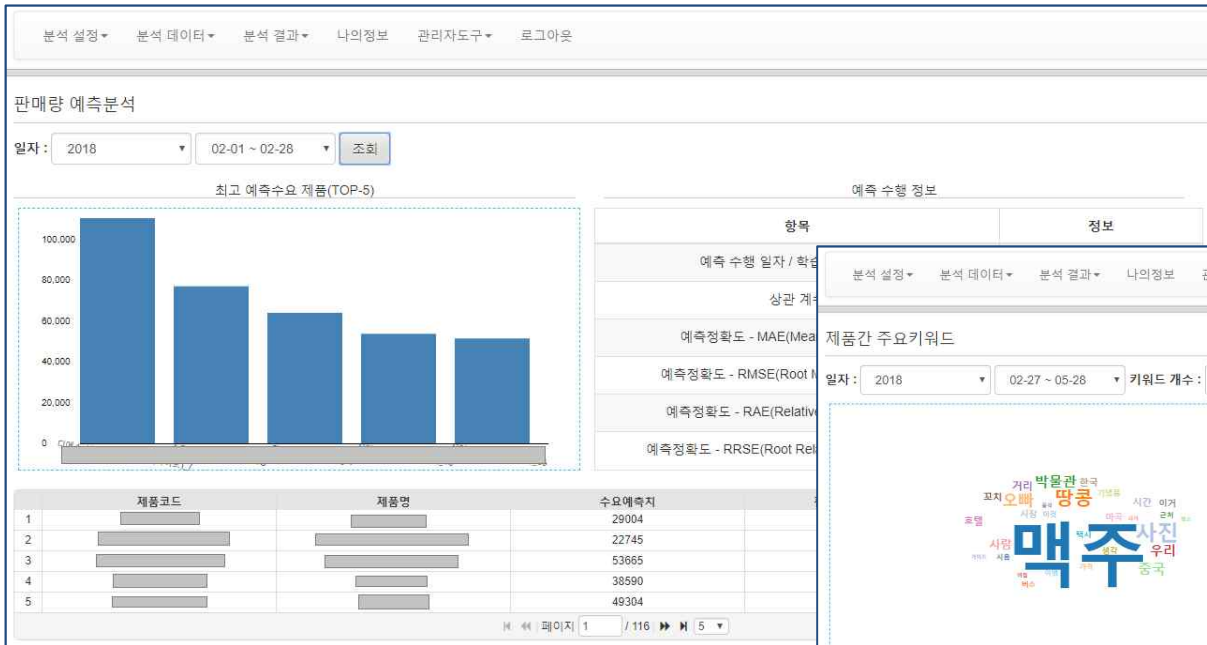 분석 설정▾ 분석 데이터▾ 분석 결과▾ 나의정보 관리자도구▾ 로그아웃
판매량 예측분석
일자 : 2018 ▾ 02-01 ~ 02-28 ▾ 조회
최고 예측수요 제품(TOP-5)
100,000
80,000
60,000
40,000
20,000
0
예측 수행 정보
항목 정보
예측 수행 일자 / 학습
상관 계
예측정확도 - MAE(Mea
예측정확도 - RMSE(Root M
예측정확도 - RAE(Relative
예측정확도 - RRSE(Root Rel
제품코드 제품명 수요예측치
1 29004
2 22745
3 53665
4 38590
5 49304
페이지 1 / 116 5 ▾
분석 설정▾ 분석 데이터▾ 분석 결과▾ 나의정보
제품간 주요키워드
일자 : 2018 ▾ 02-27 ~ 05-28 ▾ 키워드 개수 :
거리 박물관 한국
꼬치 오빠 땅콩 시간 이거
호텔 시장
사람 맥주 택시 사진
생각 우리
버스 중국